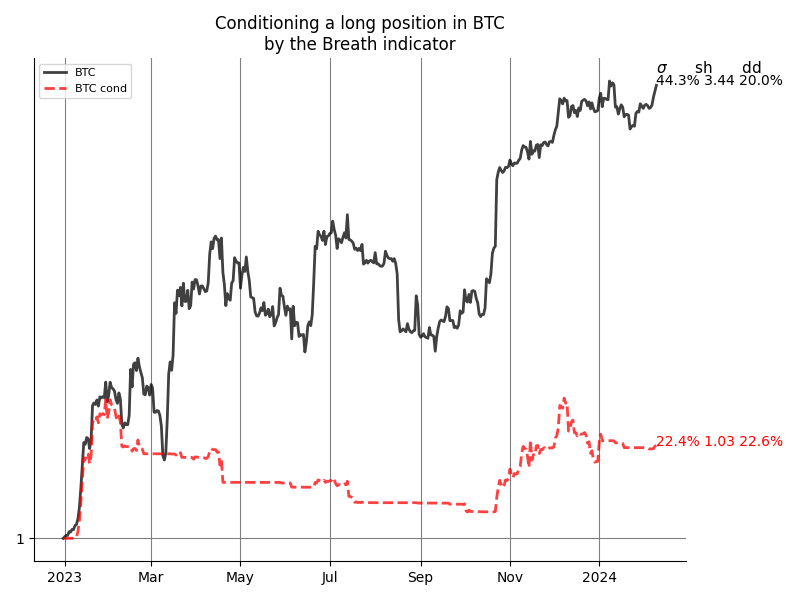 Conditioning a long position in BTC
by the Breath indicator
σ sh dd
44.3% 3.44 20.0%
BTC
BTC cond
22.4% 1.03 22.6%
1
2023 Mar May Jul Sep Nov 2024